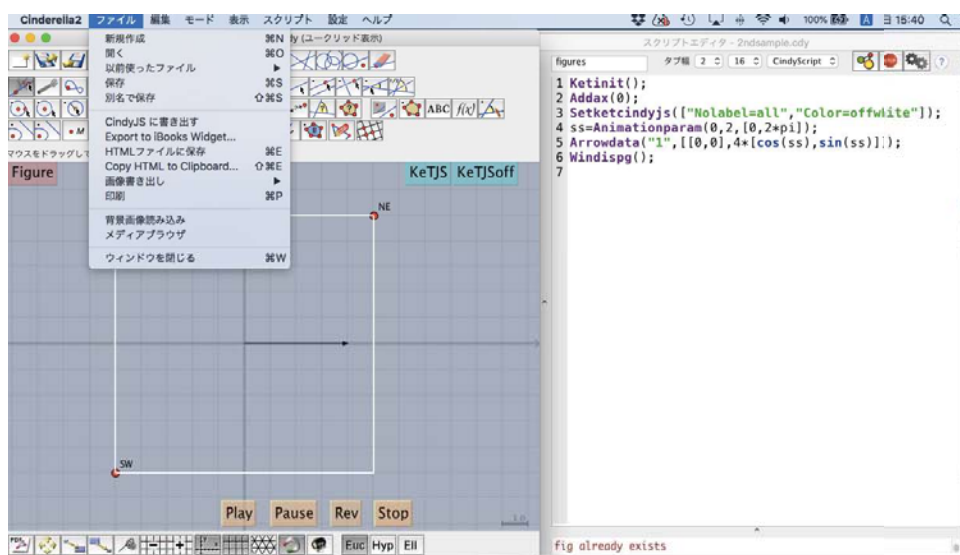 Cinderella2 ファイル 編集 モード 表示 スクリプト 設定 ヘルプ 100% A 日 15:40
新規作成 ⌘N
開く ⌘O
以前使ったファイル ▶
保存 ⌘S
別名で保存 ⇧⌘S
CindyJS に書き出す
Export to iBooks Widget...
HTMLファイルに保存 ⌘E
Copy HTML to Clipboard... ⇧⌘E
画像書き出し ▶
印刷 ⌘P
背景画像読み込み
メディアブラウザ
ウィンドウを閉じる ⌘W
dy (ユークリッド表示)
ABC f(x)
マウスをドラッグして
Figure
KeTJS KeTJSoff
NE
SW
Play Pause Rev Stop
1.0
Euc Hyp Ell
スクリプトエディタ - 2ndsample.cdy
figures タブ幅 2 16 CindyScript ?
1 Ketinit();
2 Addax(0);
3 Setketcindyjs(["Nolabel=all","Color=offwite"]);
4 ss=Animationparam(0,2,[0,2*pi]);
5 Arrowdata("1",[[0,0],4*[cos(ss),sin(ss)]]);
6 Windispg();
7
fig already exists